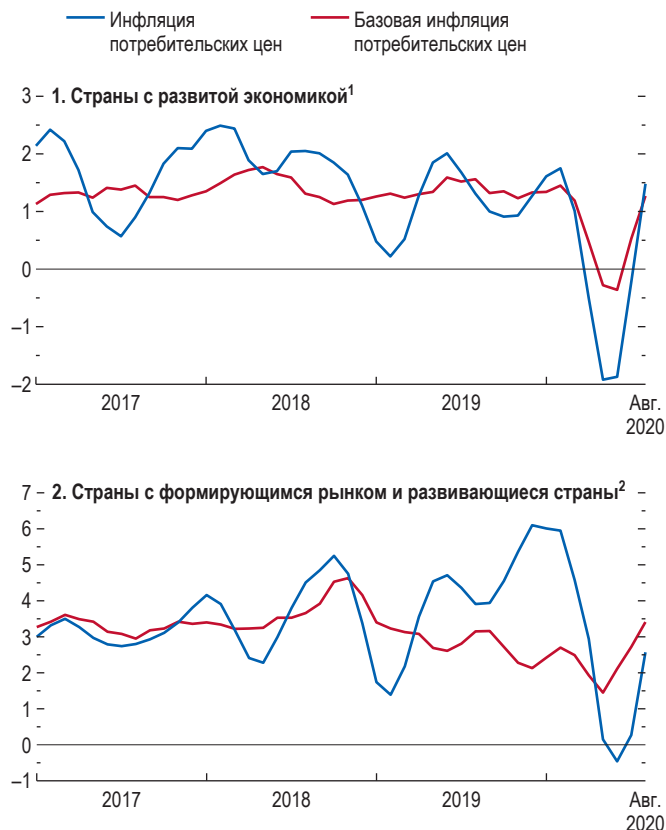 Инфляция
потребительских цен
Базовая инфляция
потребительских цен
1. Страны с развитой экономикой1
3
2
1
0
–1
–2
2017
2018
2019
Авг.
2020
2. Страны с формирующимся рынком и развивающиеся страны2
7
6
5
4
3
2
1
0
–1
2017
2018
2019
Авг.
2020